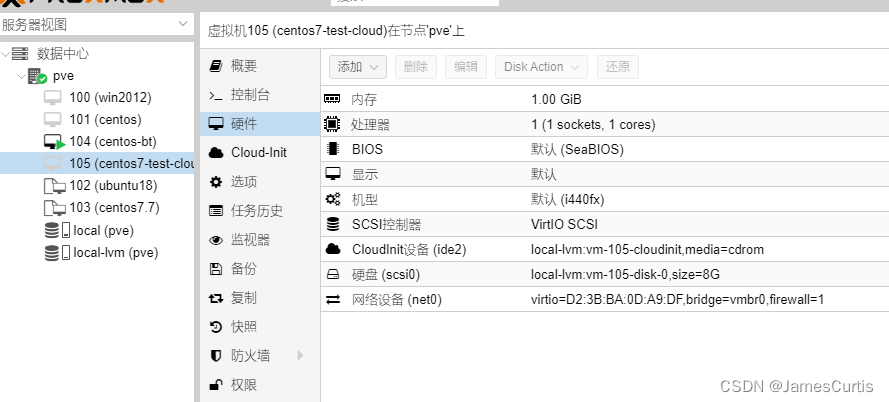 服务器视图
数据中心
pve
100 (win2012)
101 (centos)
104 (centos-bt)
105 (centos7-test-clou
102 (ubuntu18)
103 (centos7.7)
local (pve)
local-lvm (pve)
虚拟机105 (centos7-test-cloud)在节点'pve'上
概要
控制台
硬件
Cloud-Init
选项
任务历史
监视器
备份
复制
快照
防火墙
权限
添加 删除 编辑 Disk Action 还原
内存 1.00 GiB
处理器 1 (1 sockets, 1 cores)
BIOS 默认 (SeaBIOS)
显示 默认
机型 默认 (i440fx)
SCSI控制器 VirtIO SCSI
CloudInit设备 (ide2) local-lvm:vm-105-cloudinit,media=cdrom
硬盘 (scsi0) local-lvm:vm-105-disk-0,size=8G
网络设备 (net0) virtio=D2:3B:BA:0D:A9:DF,bridge=vmbr0,firewall=1
CSDN @JamesCurtis